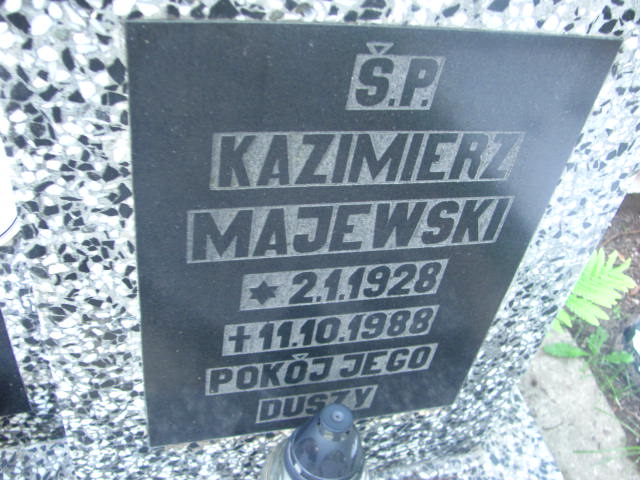 Ś.P.
KAZIMIERZ
MAJEWSKI
✶ 2.1.1928
✝ 11.10.1988
POKÓJ JEGO
DUSZY